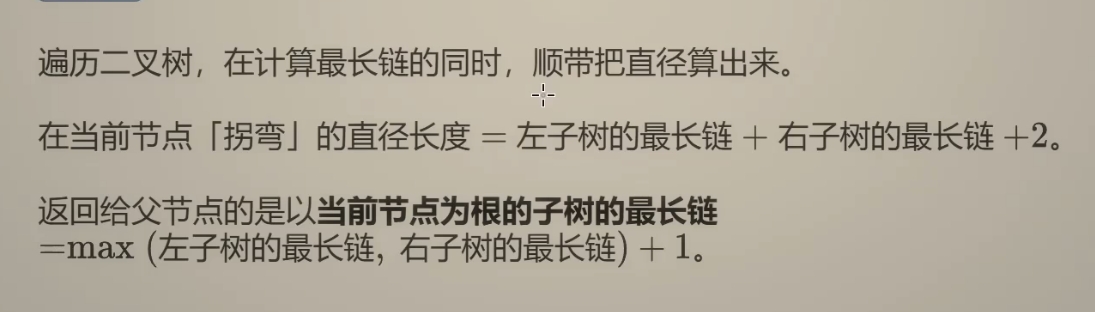 遍历二叉树，在计算最长链的同时，顺带把直径算出来。
在当前节点「拐弯」的直径长度 = 左子树的最长链 + 右子树的最长链 +2。
返回给父节点的是以当前节点为根的子树的最长链
=max (左子树的最长链, 右子树的最长链) + 1。